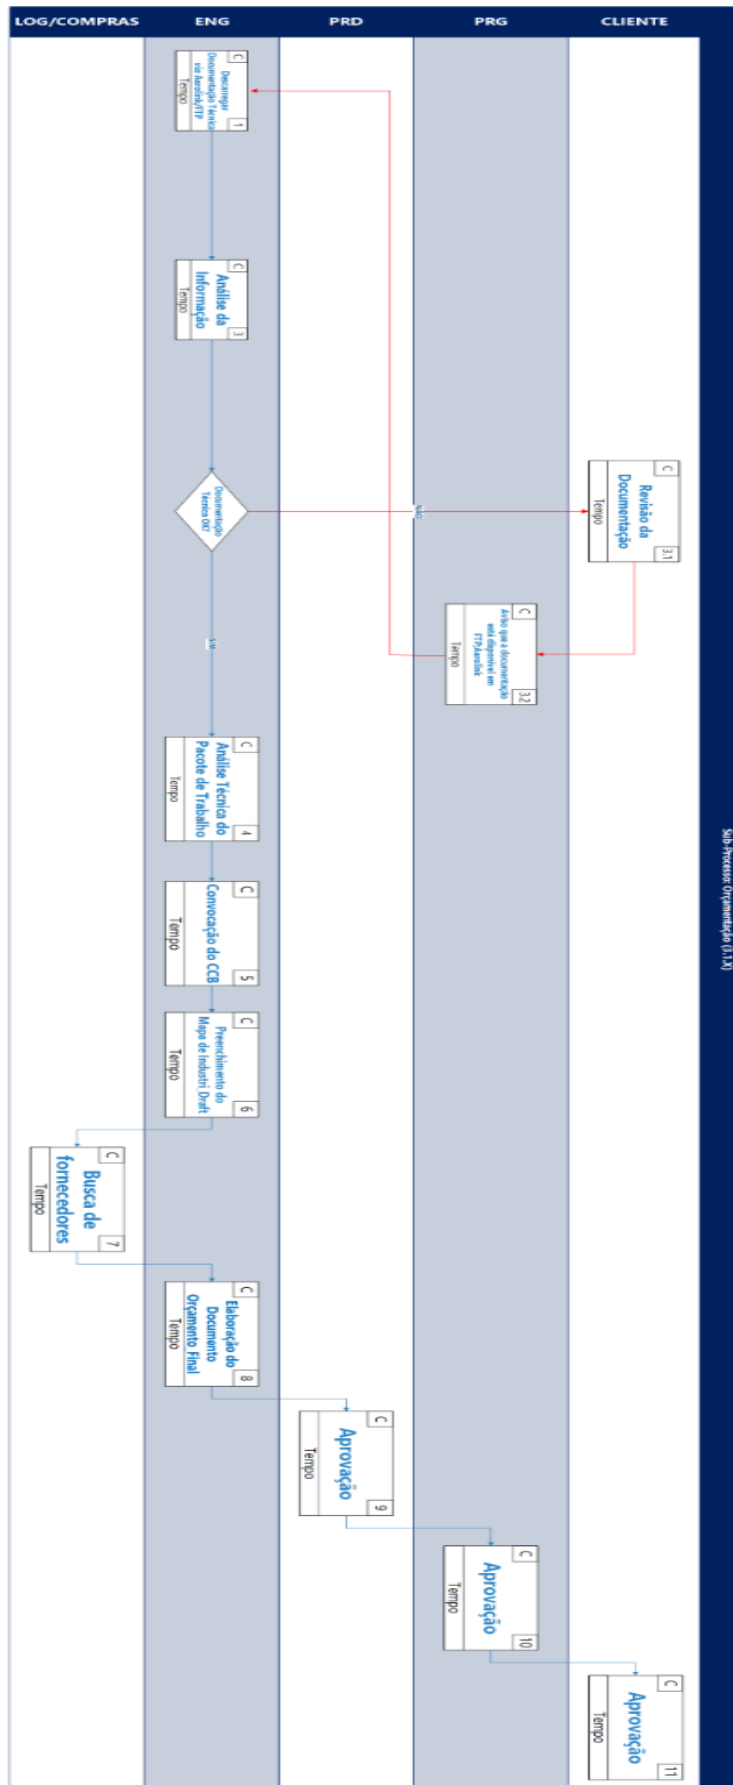 Sub-Processo: Orçamentação (3.1.X)
CLIENTE
PRG
PRD
ENG
LOG/COMPRAS
C
1
Descarregar
Documentação Técnica
via Aerolink/FTP
Tempo
C
3
Análise da
Informação
Tempo
Documentação
Técnica OK?
Não
Sim
C
3.1
Revisão da
Documentação
Tempo
C
3.2
Aviso que a documentação
está disponível em
FTP/Aerolink
Tempo
C
4
Análise Técnica do
Pacote de Trabalho
Tempo
C
5
Convocação do CCB
Tempo
C
6
Preenchimento do
Mapa de Industri_Draft
Tempo
C
7
Busca de
fornecedores
Tempo
C
8
Elaboração do
Documento
Orçamento Final
Tempo
C
9
Aprovação
Tempo
C
10
Aprovação
Tempo
C
11
Aprovação
Tempo